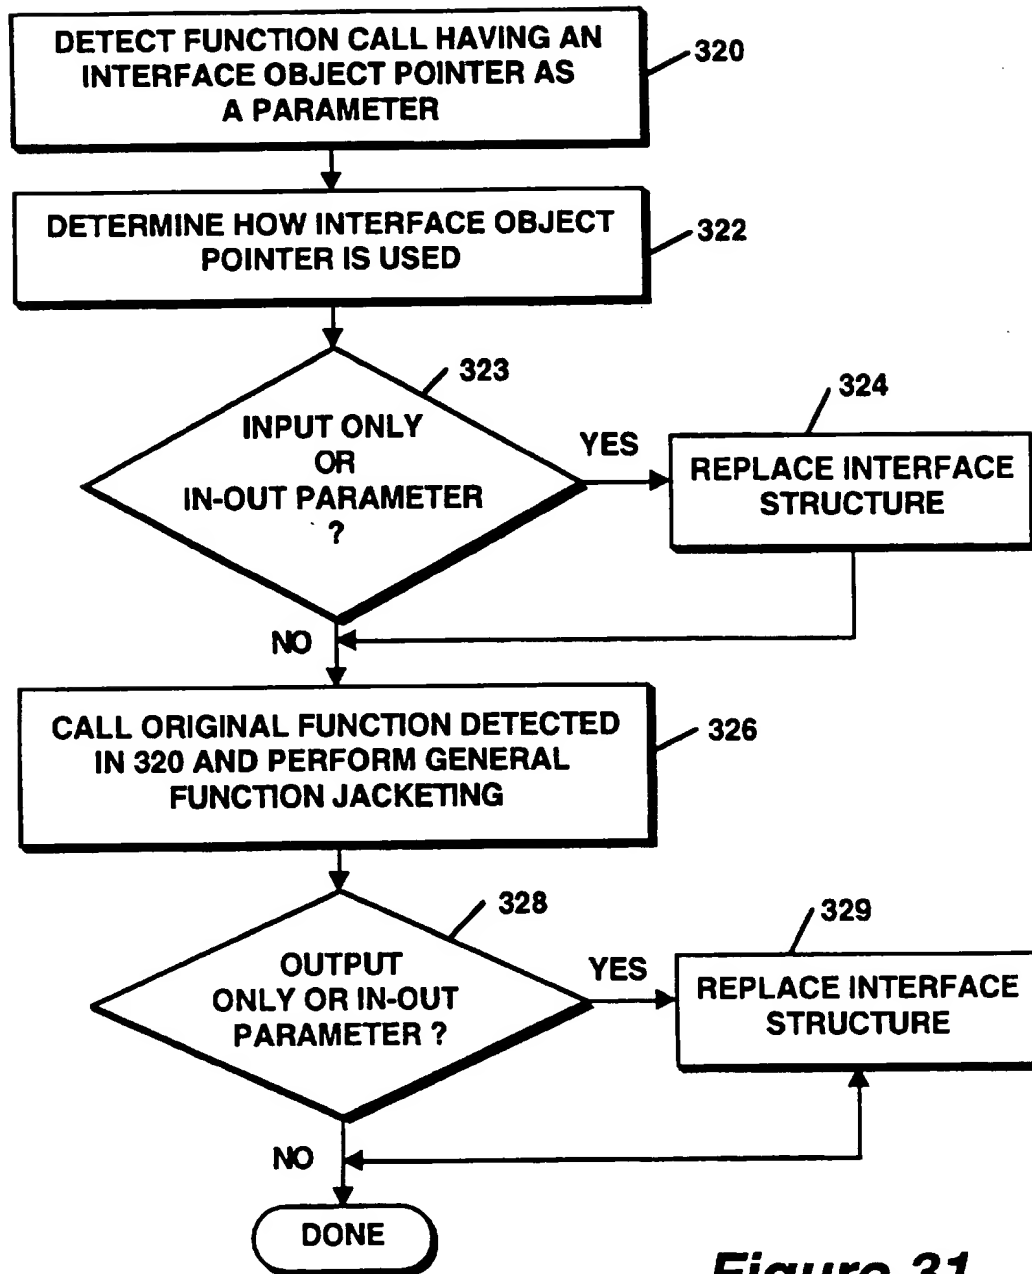 DETECT FUNCTION CALL HAVING AN
INTERFACE OBJECT POINTER AS
A PARAMETER
320
DETERMINE HOW INTERFACE OBJECT
POINTER IS USED
322
323
INPUT ONLY
OR
IN-OUT PARAMETER
?
YES
324
REPLACE INTERFACE
STRUCTURE
NO
CALL ORIGINAL FUNCTION DETECTED
IN 320 AND PERFORM GENERAL
FUNCTION JACKETING
326
328
OUTPUT
ONLY OR IN-OUT
PARAMETER ?
YES
329
REPLACE INTERFACE
STRUCTURE
NO
DONE
Figure 31